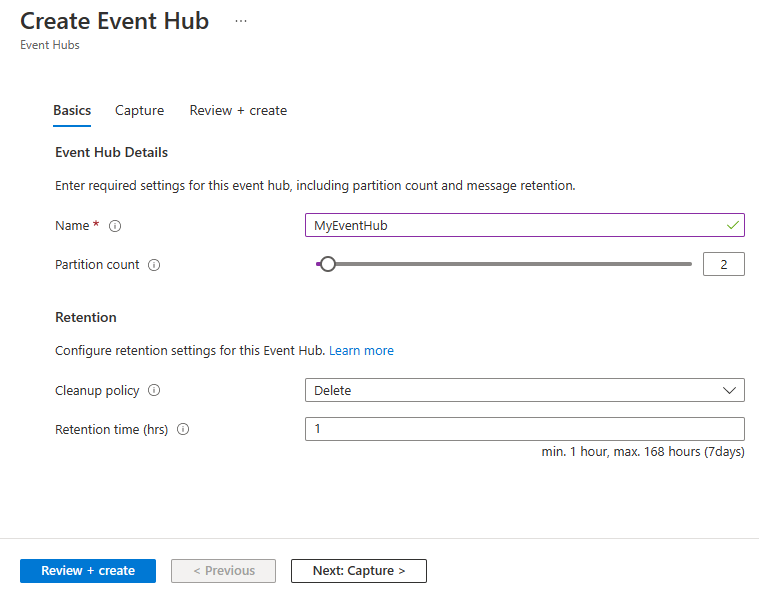 Create Event Hub ...
Event Hubs
Basics Capture Review + create
Event Hub Details
Enter required settings for this event hub, including partition count and message retention.
Name * MyEventHub
Partition count 2
Retention
Configure retention settings for this Event Hub. Learn more
Cleanup policy Delete
Retention time (hrs) 1
min. 1 hour, max. 168 hours (7days)
Review + create < Previous Next: Capture >